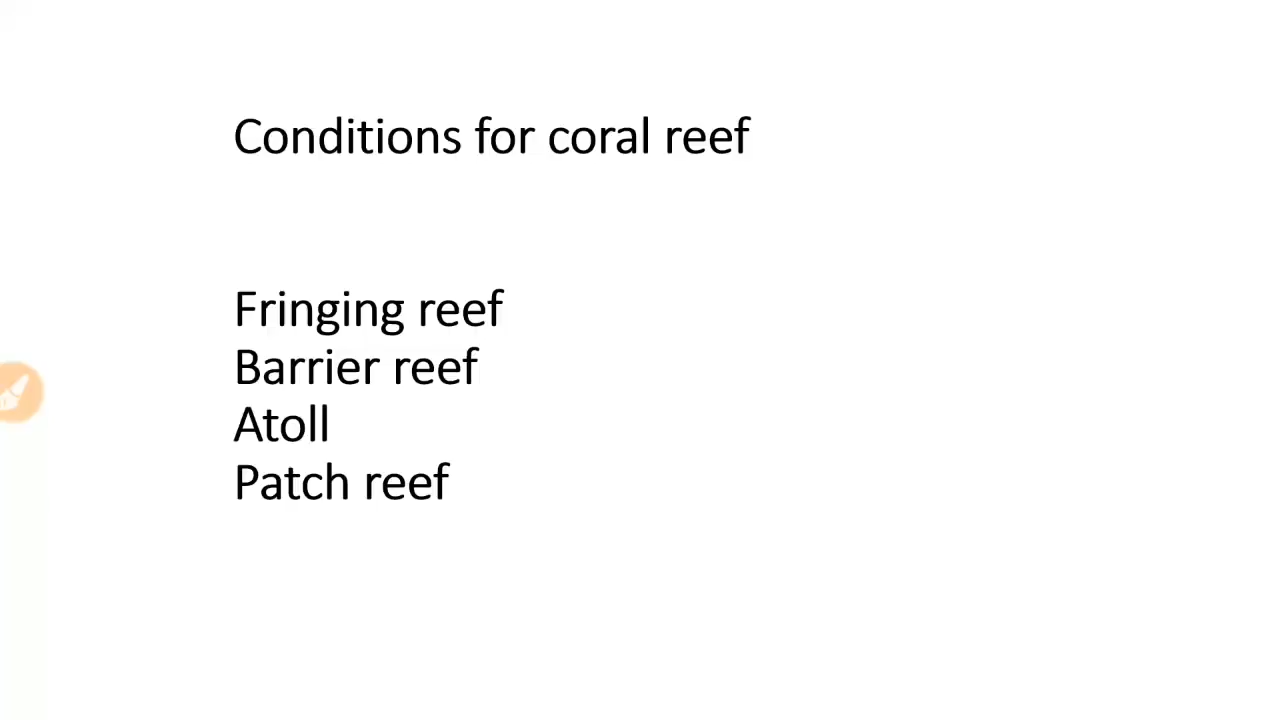 Conditions for coral reef
Fringing reef
Barrier reef
Atoll
Patch reef